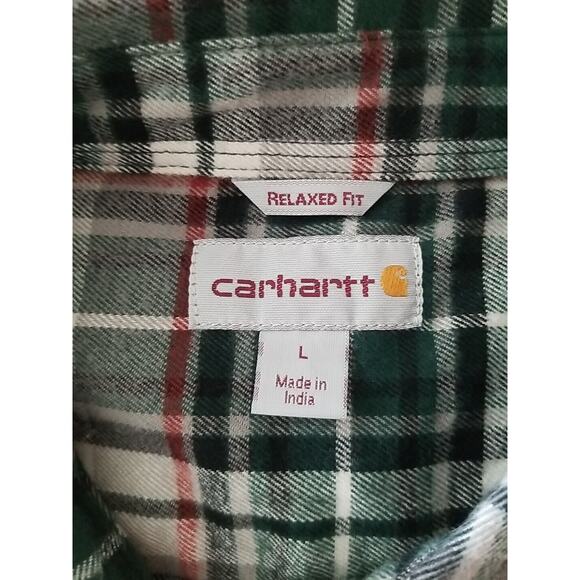 RELAXED FIT
carhartt
L
Made in
India